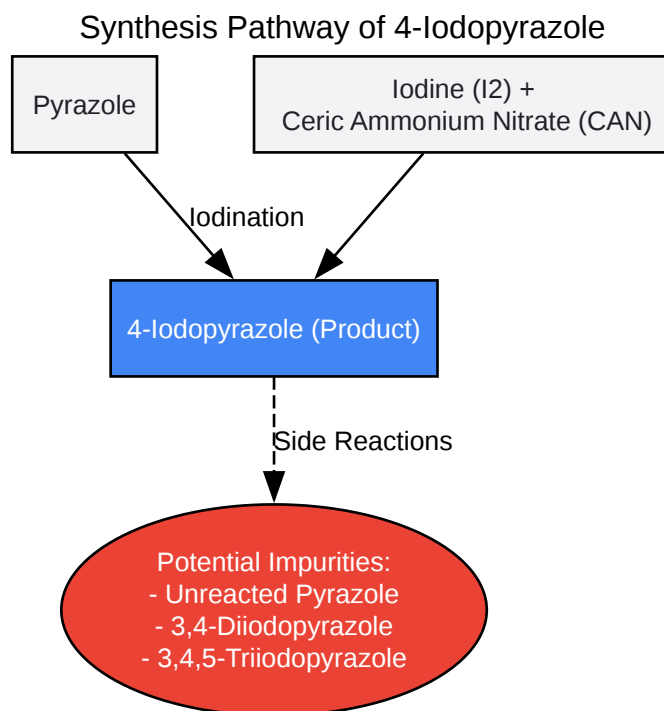 Synthesis Pathway of 4-Iodopyrazole
Pyrazole
Iodine (I2) +
Ceric Ammonium Nitrate (CAN)
Iodination
4-Iodopyrazole (Product)
Side Reactions
Potential Impurities:
- Unreacted Pyrazole
- 3,4-Diiodopyrazole
- 3,4,5-Triiodopyrazole